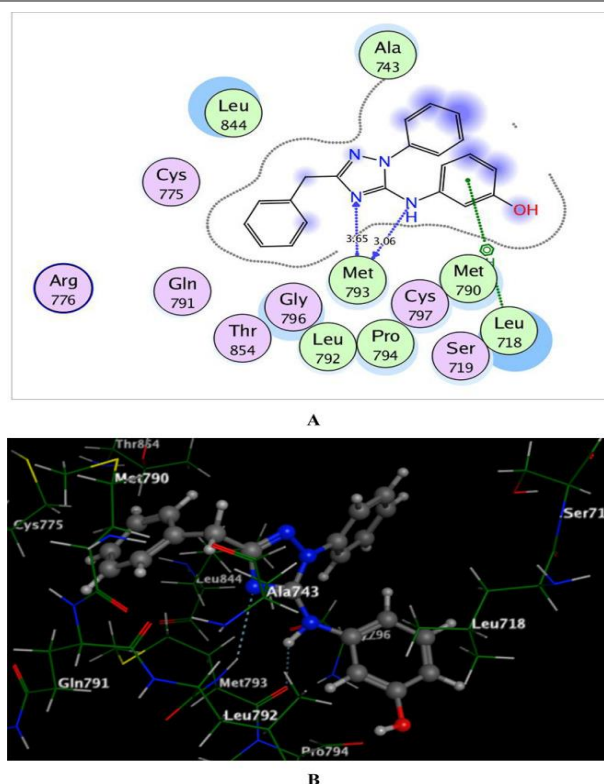 Ala
743
Leu
844
N
N
Cys
775
N
N
H
OH
3.65
3.06
Met
793
Met
790
Arg
776
Gln
791
Gly
796
Cys
797
Leu
718
Thr
854
Leu
792
Pro
794
Ser
719
A
Thr854
Met790
Cys775
Ser71
Leu844
Ala743
Leu718
Gln791
Met793
Leu792
Pro794
B